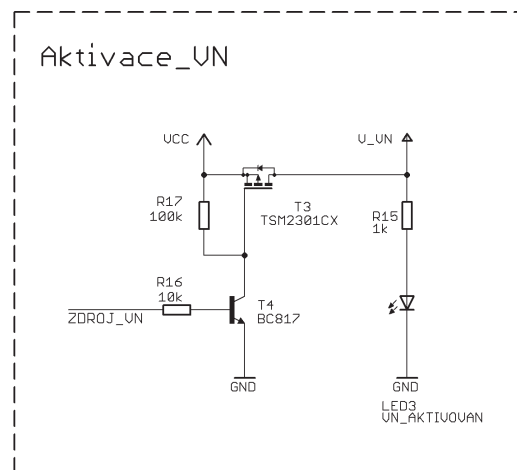 Aktivace_VN
VCC
V_VN
R17
100k
T3
TSM2301CX
R15
1k
R16
10k
T4
BC817
ZDROJ_VN
GND
GND
LED3
VN_AKTIVOVAN